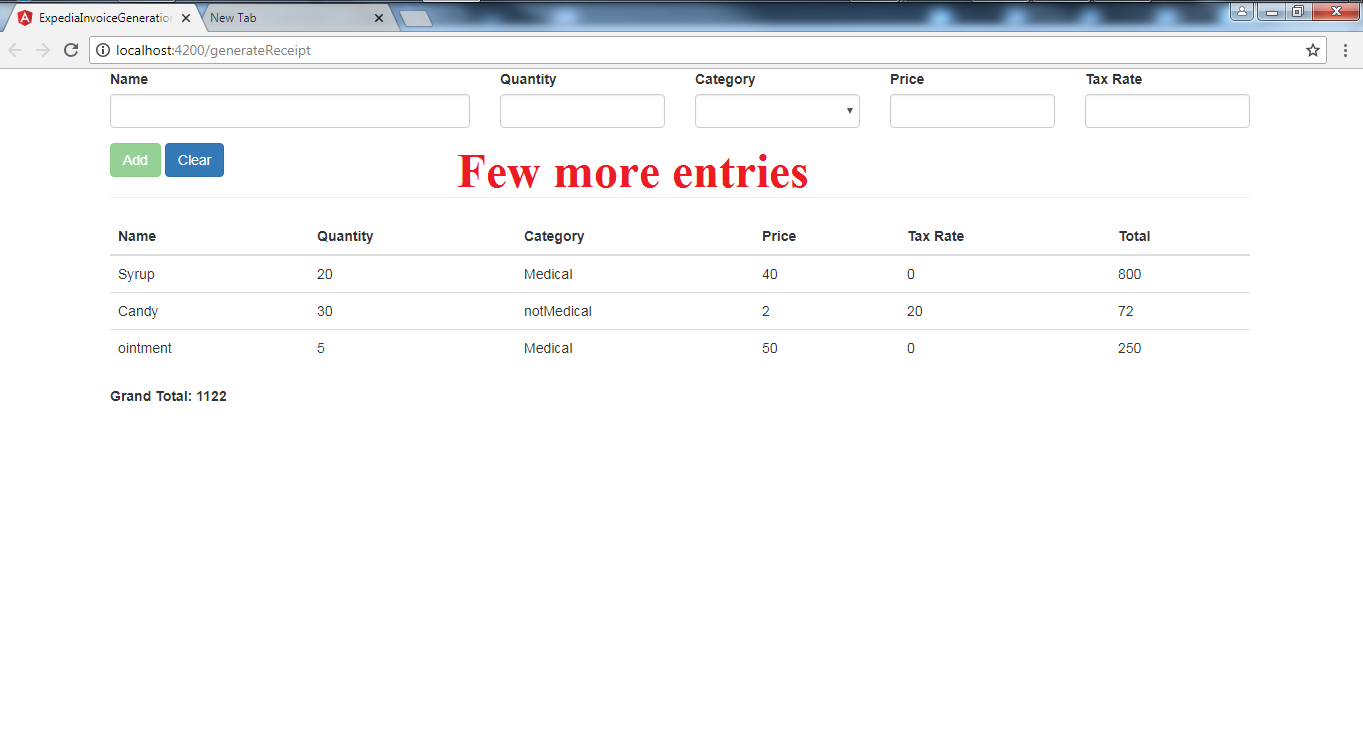 ExpediaInvoiceGeneration New Tab
localhost:4200/generateReceipt
Name Quantity Category Price Tax Rate
Add Clear
Few more entries
Name Quantity Category Price Tax Rate Total
Syrup 20 Medical 40 0 800
Candy 30 notMedical 2 20 72
ointment 5 Medical 50 0 250
Grand Total: 1122